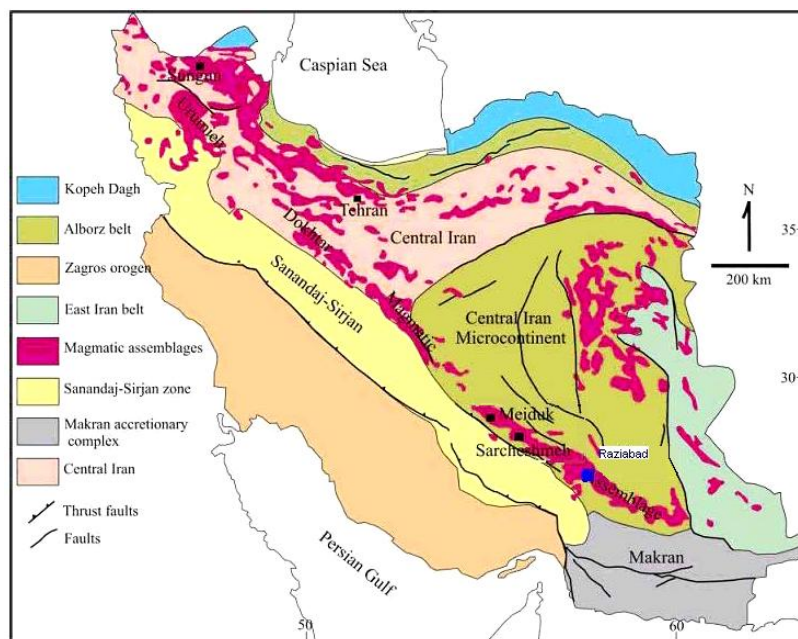 Caspian Sea
Sungun
Urumieh
Tehran
Dokhtar
Central Iran
N
35
200 km
Kopeh Dagh
Alborz belt
Zagros orogen
East Iran belt
Magmatic assemblages
Sanandaj-Sirjan zone
Makran accretionary
complex
Central Iran
Thrust faults
Faults
Sanandaj-Sirjan
Magmatic
Central Iran
Microcontinent
30
Meiduk
Sarcheshmeh
Raziabad
Assemblage
Makran
Persian Gulf
50
60